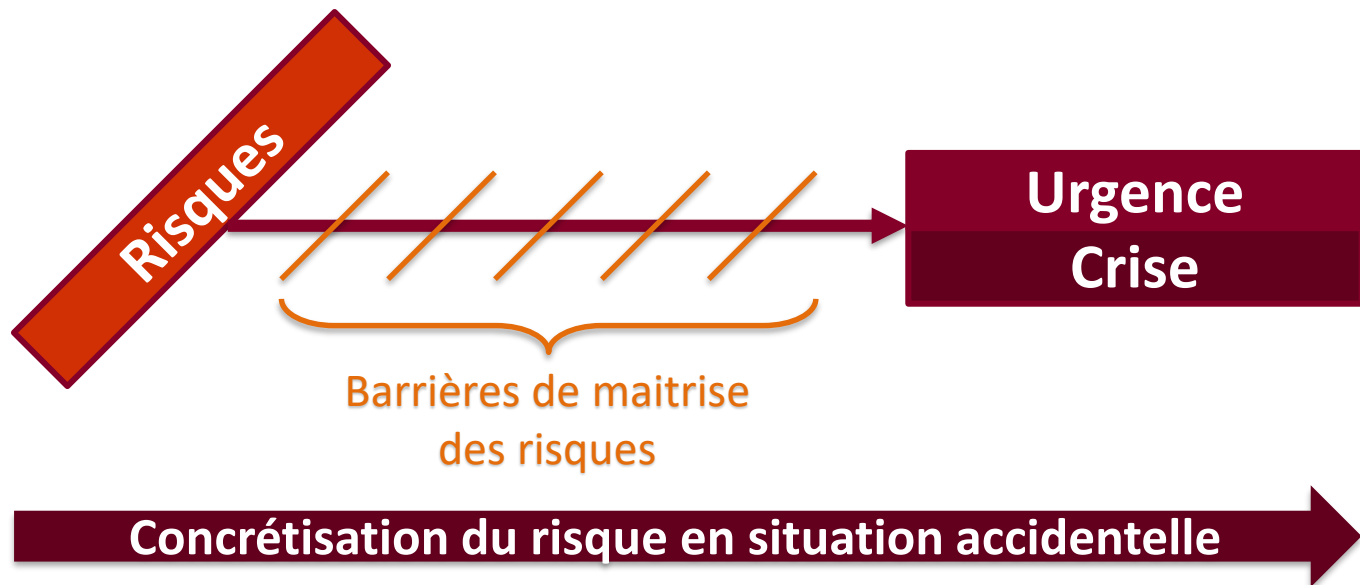 Risques
Urgence
Crise
Barrières de maitrise
des risques
Concrétisation du risque en situation accidentelle